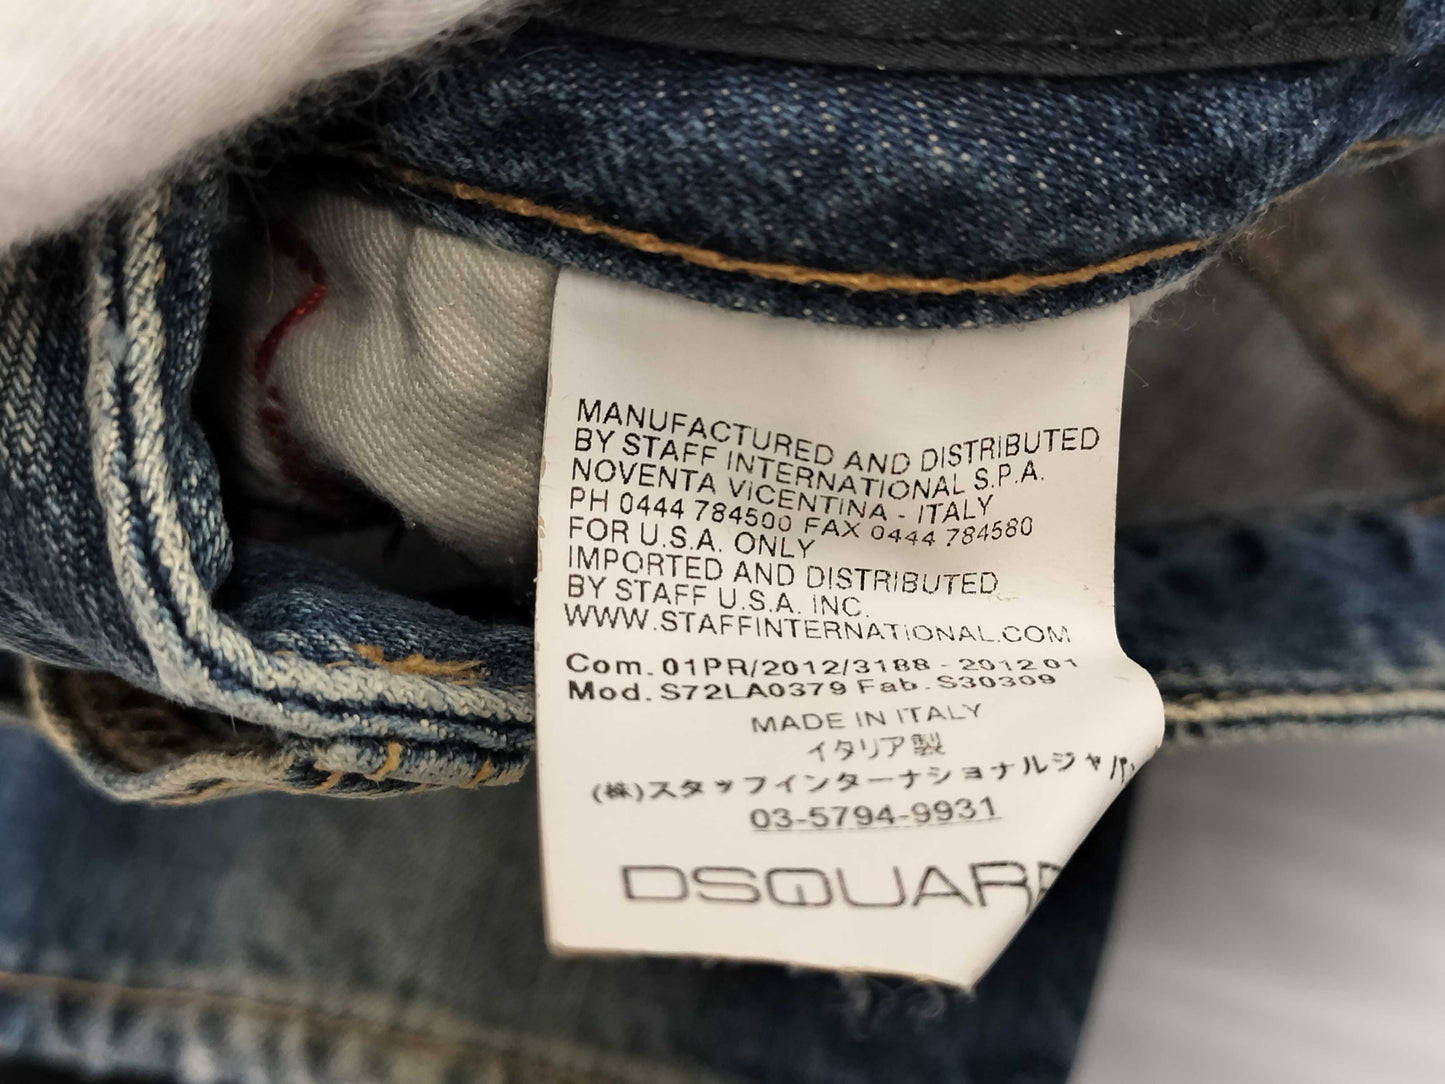 MANUFACTURED AND DISTRIBUTED
BY STAFF INTERNATIONAL S.P.A.
NOVENTA VICENTINA - ITALY
PH 0444 784500 FAX 0444 784580
FOR U.S.A. ONLY
IMPORTED AND DISTRIBUTED
BY STAFF U.S.A. INC.
WWW.STAFFINTERNATIONAL.COM
Com. 01PR/2012/3188 - 2012 01
Mod. S72LA0379 Fab. S30309
MADE IN ITALY
イタリア製
(株)スタッフインターナショナルジャパ
03-5794-9931
DSQUAR